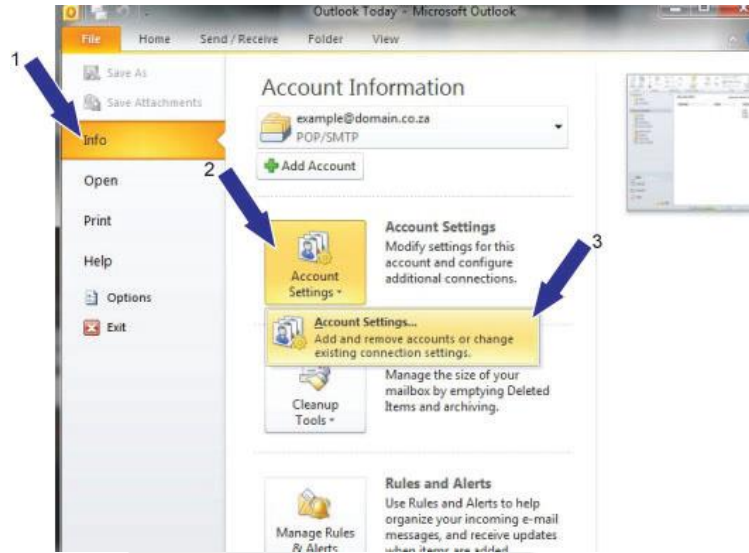 Outlook Today - Microsoft Outlook
File Home Send / Receive Folder View
1
Save As
Save Attachments
Info
Open
Print
Help
Options
Exit
Account Information
example@domain.co.za
POP/SMTP
Add Account
2
Account
Settings
Account Settings
Modify settings for this
account and configure
additional connections.
3
Account Settings...
Add and remove accounts or change
existing connection settings.
Cleanup
Tools
Manage the size of your
mailbox by emptying Deleted
Items and archiving.
Manage Rules
& Alerts
Rules and Alerts
Use Rules and Alerts to help
organize your incoming e-mail
messages, and receive updates
when items are added